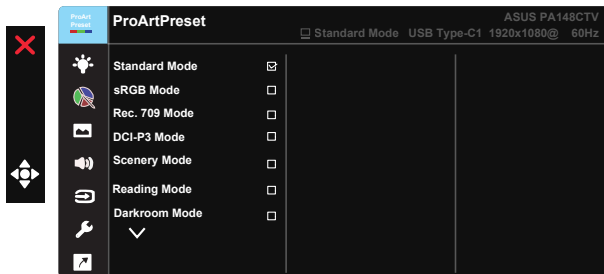 ProArt
Preset
ProArtPreset
ASUS PA148CTV
Standard Mode USB Type-C1 1920x1080@ 60Hz
Standard Mode
sRGB Mode
Rec. 709 Mode
DCI-P3 Mode
Scenery Mode
Reading Mode
Darkroom Mode